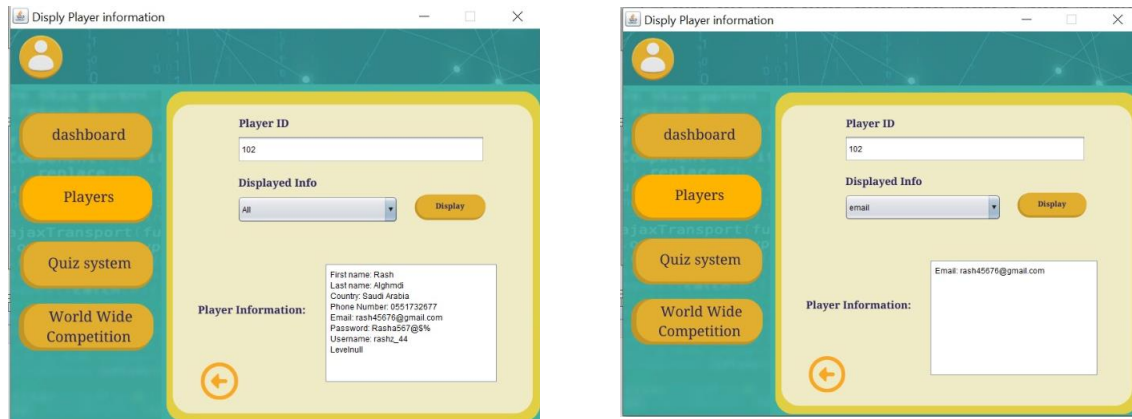 Disply Player information
dashboard
Players
Quiz system
World Wide
Competition
Player ID
102
Displayed Info
All
Display
Player Information:
First name: Rash
Last name: Alghmdi
Country: Saudi Arabia
Phone Number: 0551732677
Email: rash45676@gmail.com
Password: Rasha567@$%
Username: rashz_44
Levelnull
Disply Player information
dashboard
Players
Quiz system
World Wide
Competition
Player ID
102
Displayed Info
email
Display
Player Information:
Email: rash45676@gmail.com